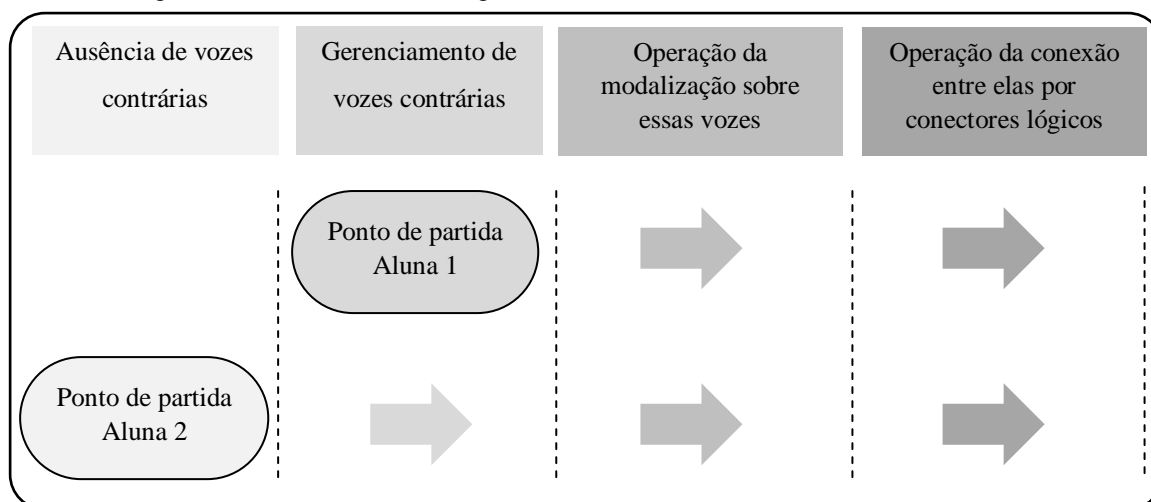 Ausência de vozes
contrárias
Gerenciamento de
vozes contrárias
Operação da
modalização sobre
essas vozes
Operação da conexão
entre elas por
conectores lógicos
Ponto de partida
Aluna 1
Ponto de partida
Aluna 2